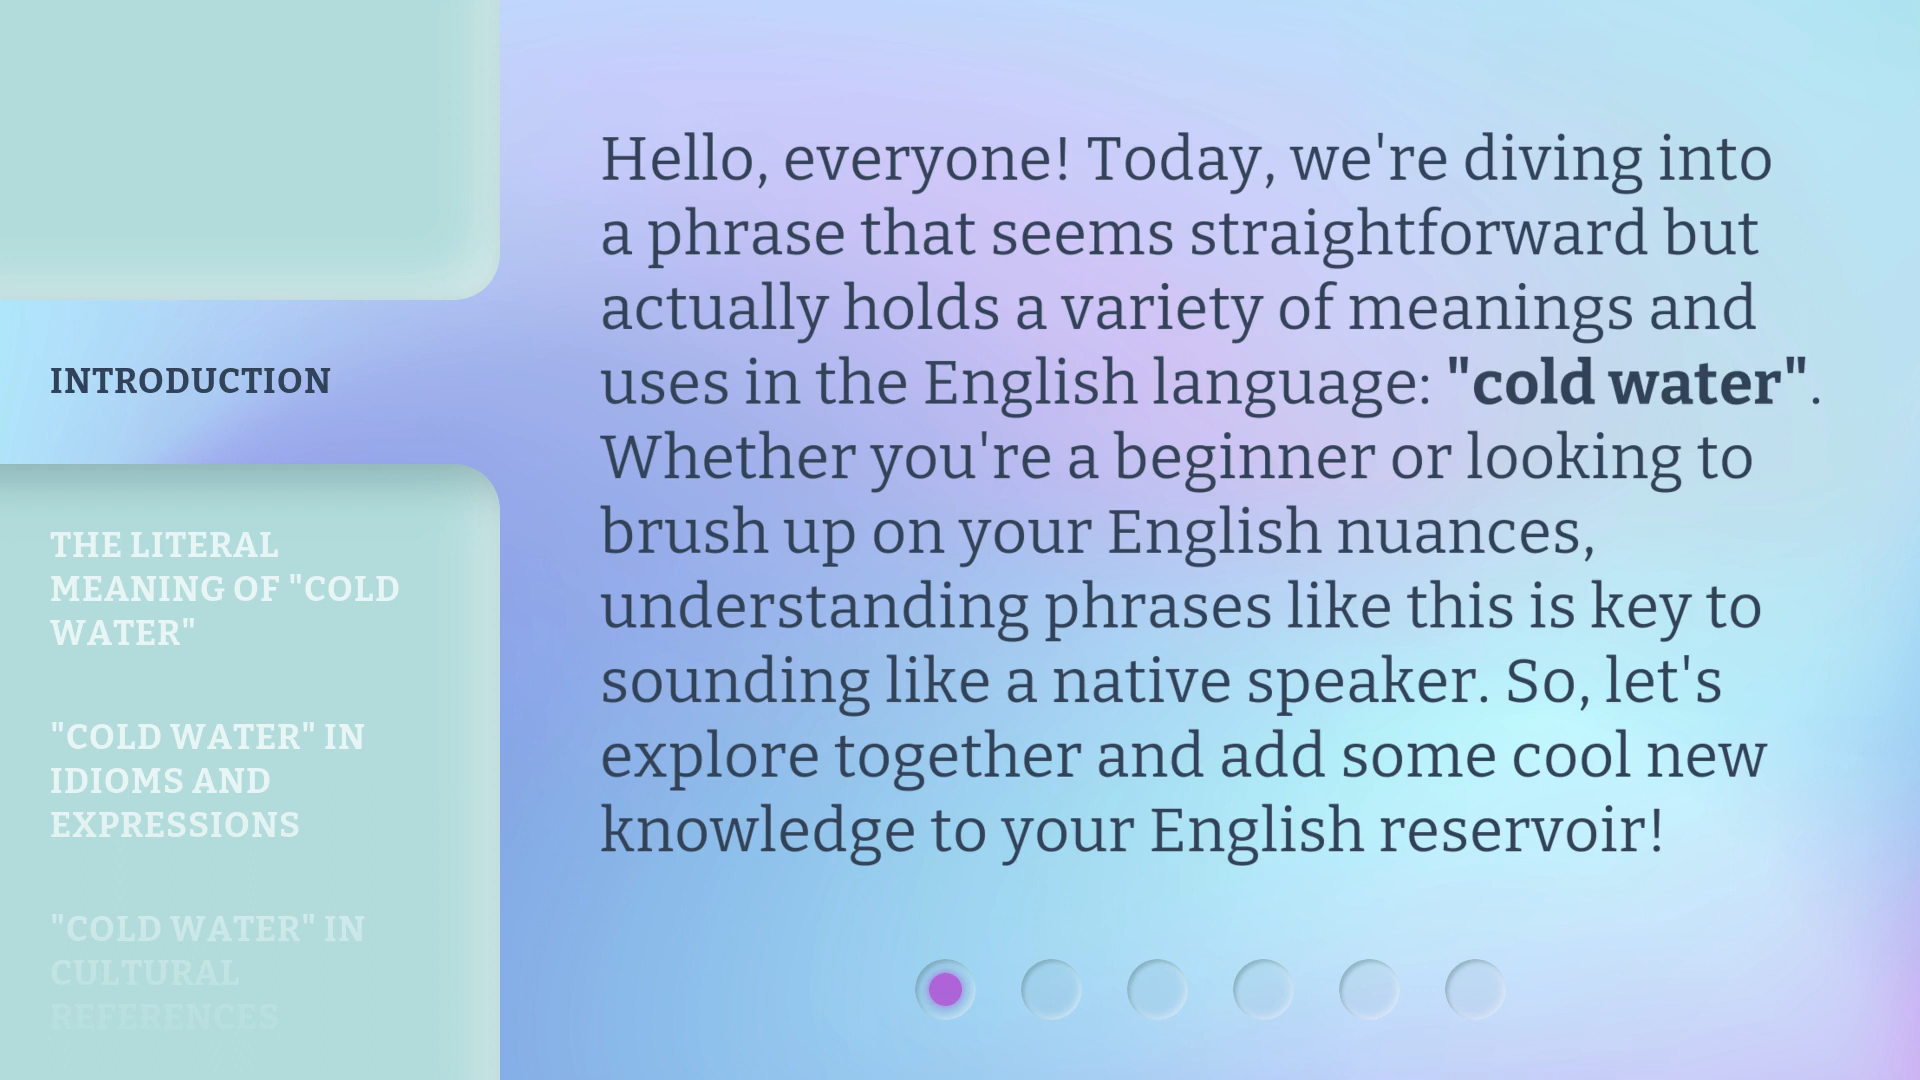 INTRODUCTION
THE LITERAL
MEANING OF "COLD
WATER"
"COLD WATER" IN
IDIOMS AND
EXPRESSIONS
"COLD WATER" IN
CULTURAL
REFERENCES
Hello, everyone! Today, we're diving into
a phrase that seems straightforward but
actually holds a variety of meanings and
uses in the English language: "cold water".
Whether you're a beginner or looking to
brush up on your English nuances,
understanding phrases like this is key to
sounding like a native speaker. So, let's
explore together and add some cool new
knowledge to your English reservoir!